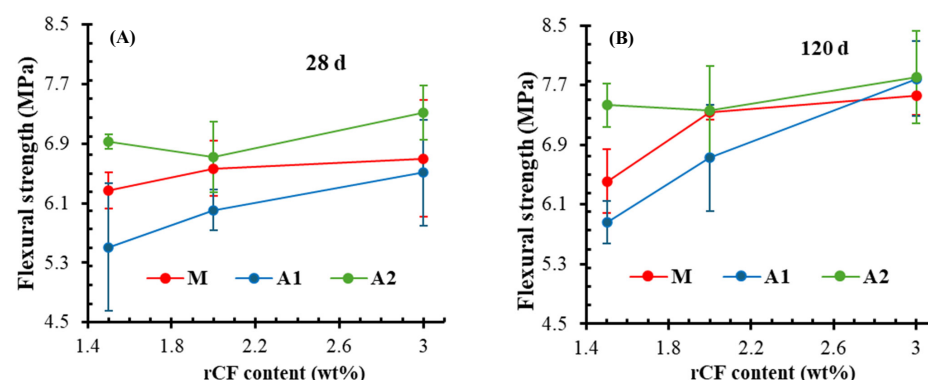 (A)
28 d
Flexural strength (MPa)
8.5
7.7
6.9
6.1
5.3
4.5
M A1 A2
1.4 1.8 2.2 2.6 3
rCF content (wt%)
(B)
120 d
Flexural strength (MPa)
8.5
7.7
6.9
6.1
5.3
4.5
M A1 A2
1.4 1.8 2.2 2.6 3
rCF content (wt%)